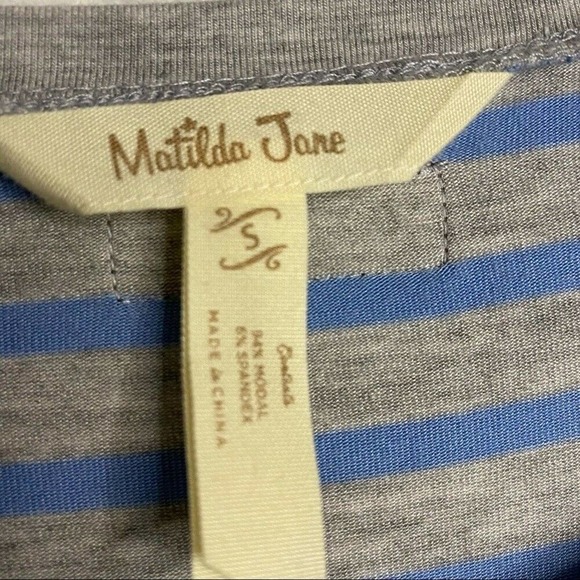 Matilda Jane
S
Contents
94% MODAL
6% SPANDEX
MADE in CHINA